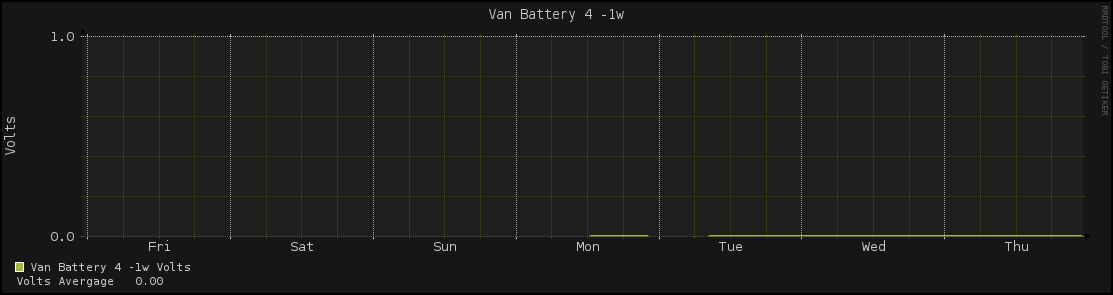 Van Battery 4 -1w
RRDTOOL / TOBI OETIKER
1.0
Volts
0.0
Fri Sat Sun Mon Tue Wed Thu
Van Battery 4 -1w Volts
Volts Avergage 0.00